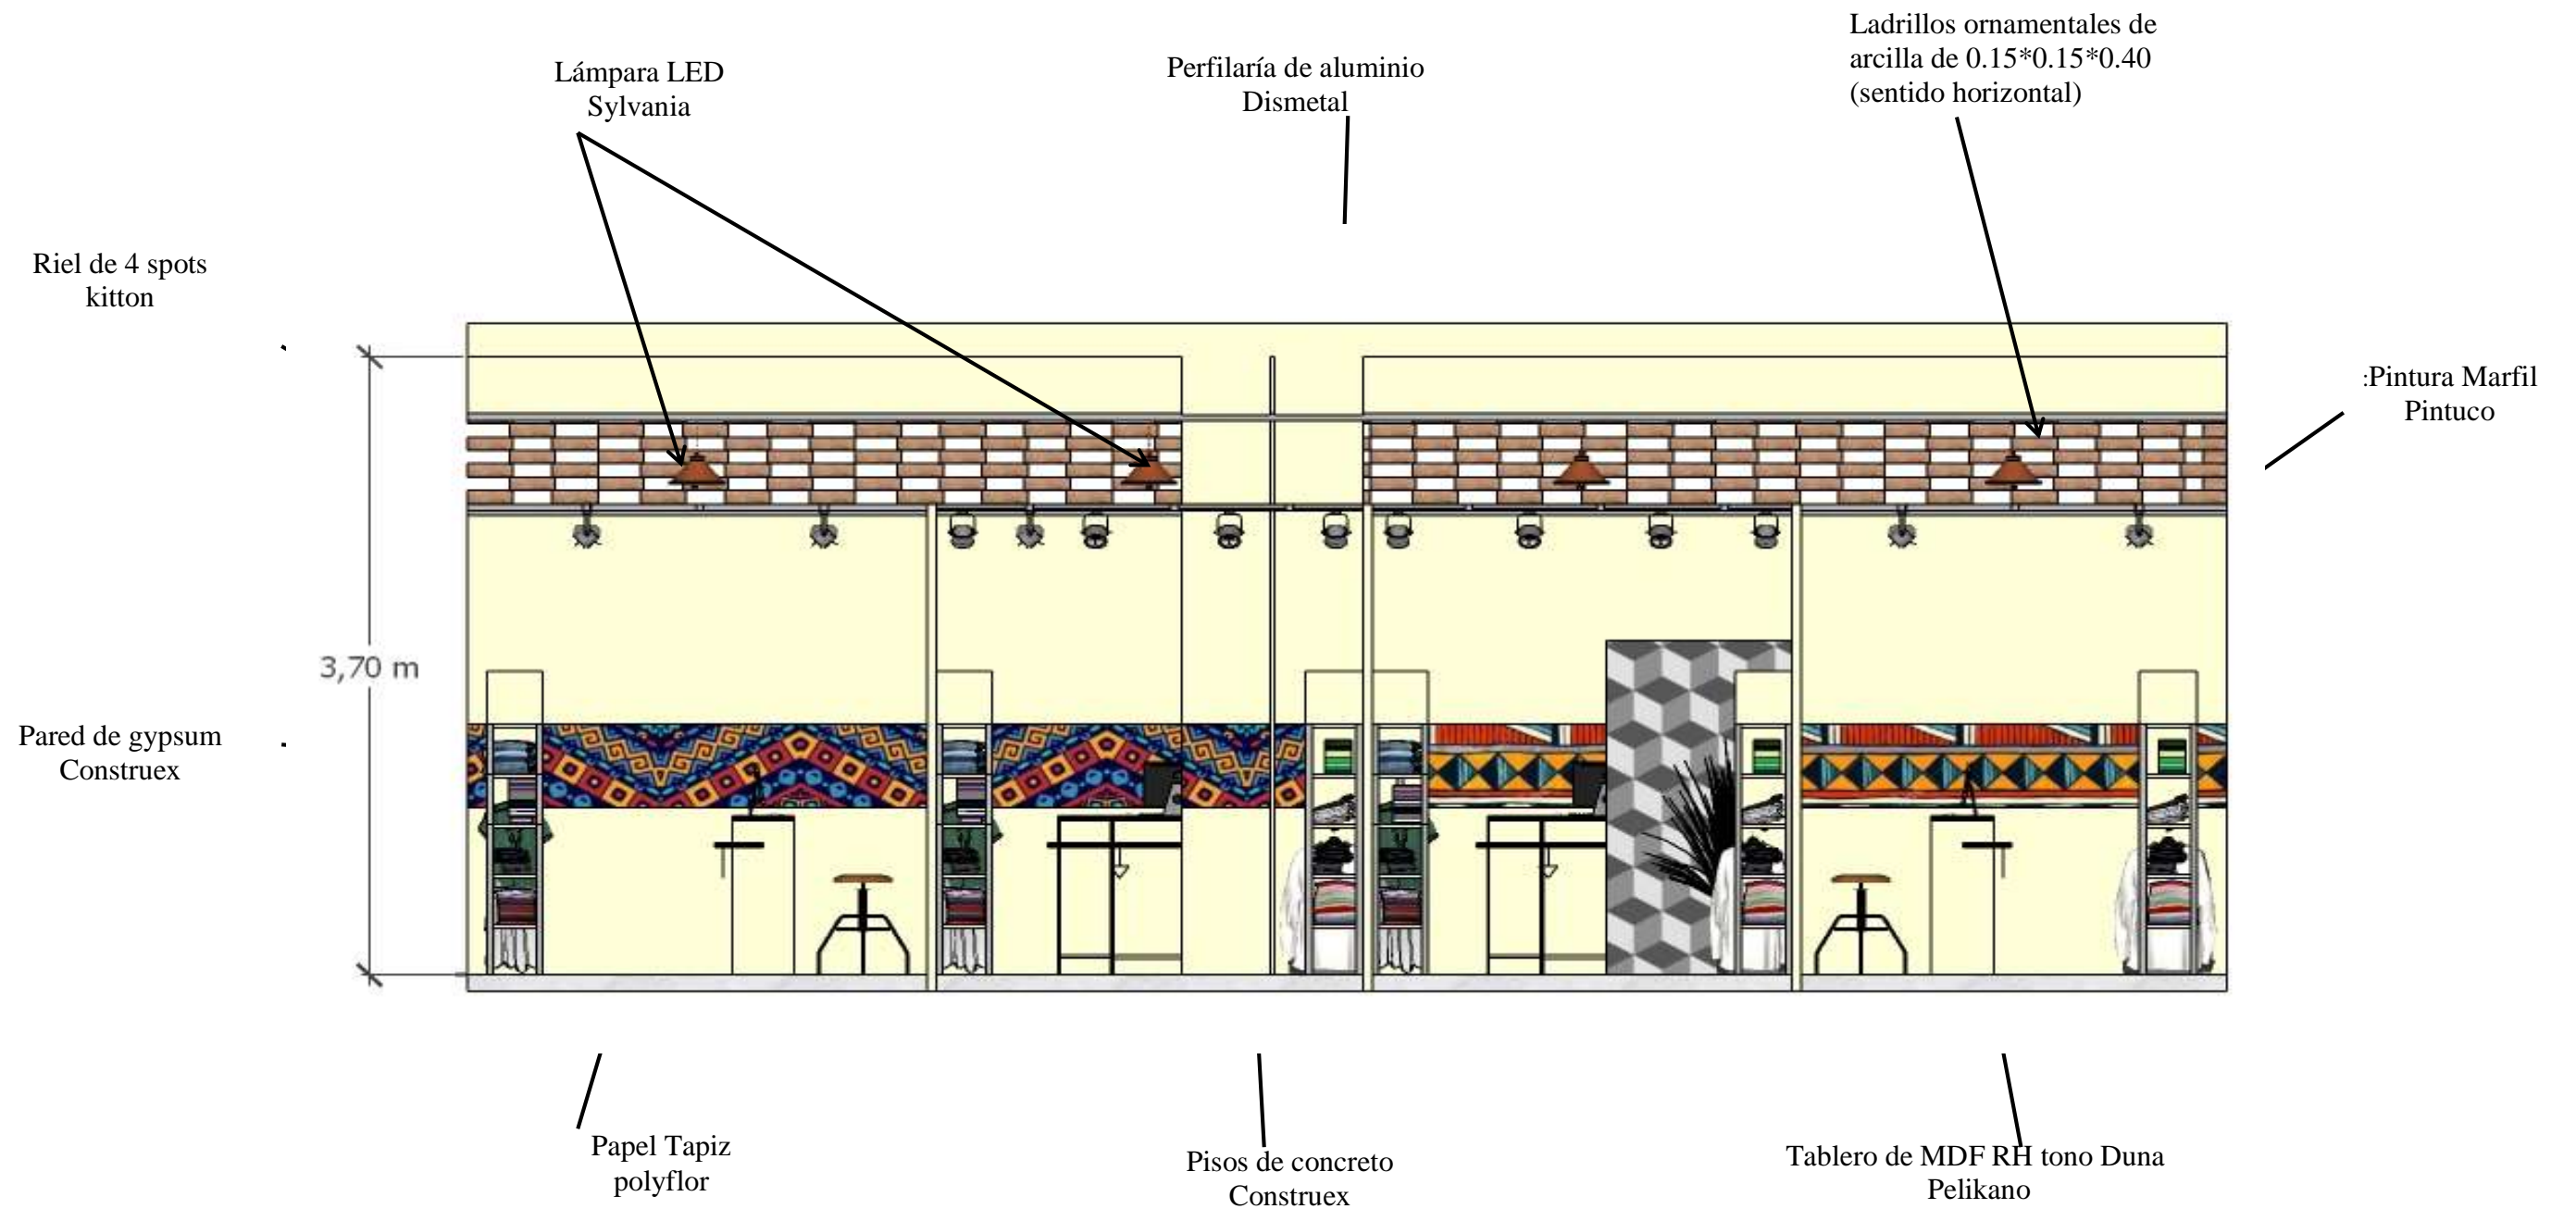 Ladrillos ornamentales de
arcilla de 0.15*0.15*0.40
(sentido horizontal)
Lámpara LED
Sylvania
Perfilaría de aluminio
Dismetal
Riel de 4 spots
kitton
:Pintura Marfil
Pintuco
3,70 m
Pared de gypsum
Construex
Papel Tapiz
polyflor
Pisos de concreto
Construex
Tablero de MDF RH tono Duna
Pelikano